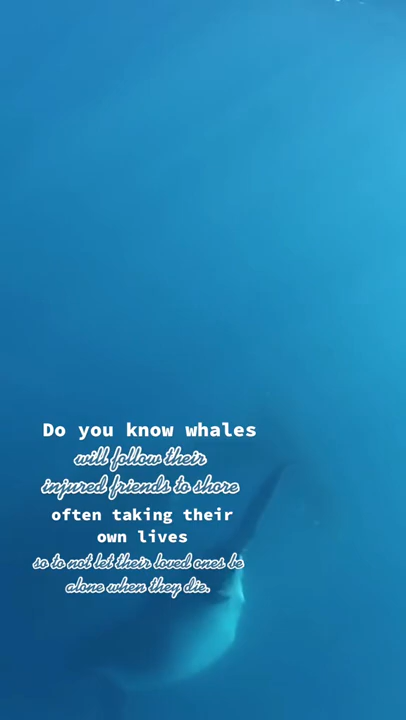 Do you know whales
will follow their
injured friends to shore
often taking their
own lives
so to not let their loved ones be
alone when they die.